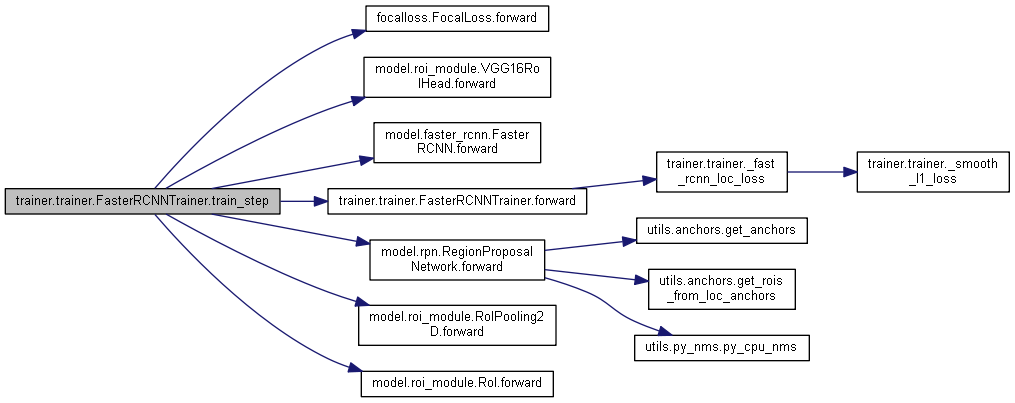 focalloss.FocalLoss.forward
model.roi_module.VGG16Ro
IHead.forward
model.faster_rcnn.Faster
RCNN.forward
trainer.trainer._fast
_rcnn_loc_loss
trainer.trainer._smooth
_l1_loss
trainer.trainer.FasterRCNNTrainer.train_step
trainer.trainer.FasterRCNNTrainer.forward
utils.anchors.get_anchors
model.rpn.RegionProposal
Network.forward
utils.anchors.get_rois
_from_loc_anchors
model.roi_module.RoIPooling2
D.forward
utils.py_nms.py_cpu_nms
model.roi_module.RoI.forward